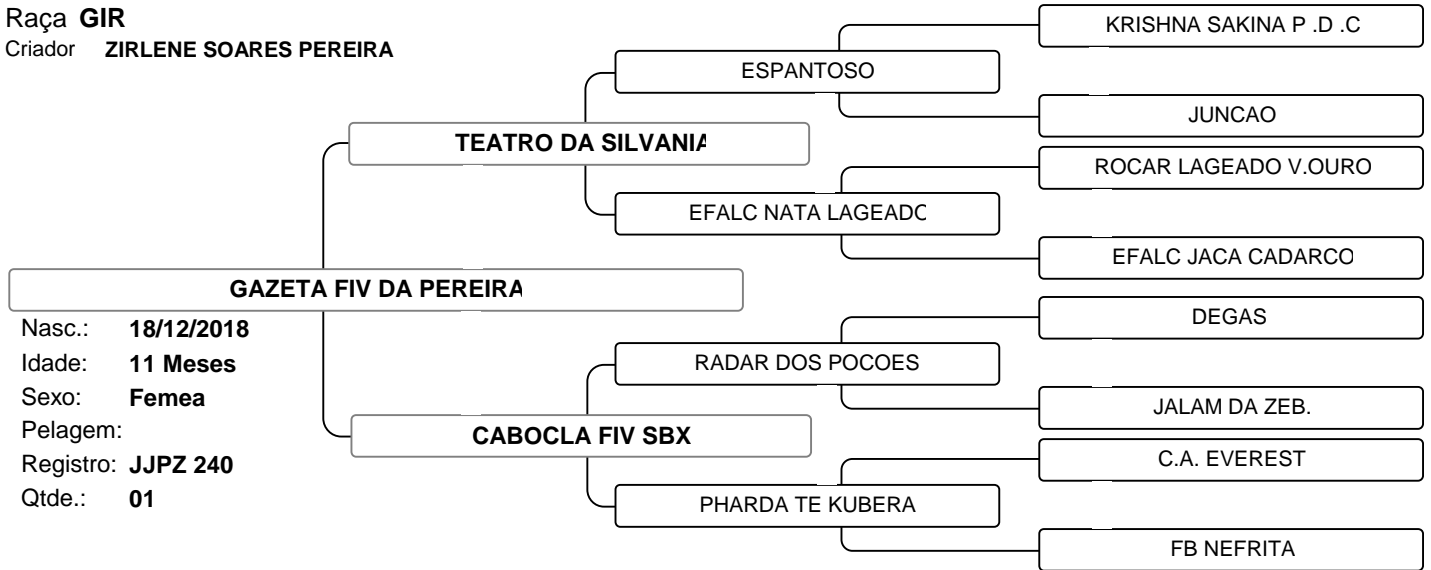 Raça GIR
Criador ZIRLENE SOARES PEREIRA
KRISHNA SAKINA P .D .C
ESPANTOSO
JUNCAO
TEATRO DA SILVANIA
ROCAR LAGEADO V.OURO
EFALC NATA LAGEADO
EFALC JACA CADARCO
GAZETA FIV DA PEREIRA
Nasc.: 18/12/2018
Idade: 11 Meses
Sexo: Femea
Pelagem:
Registro: JJPZ 240
Qtde.: 01
DEGAS
RADAR DOS POCOES
JALAM DA ZEB.
CABOCLA FIV SBX
C.A. EVEREST
PHARDA TE KUBERA
FB NEFRITA